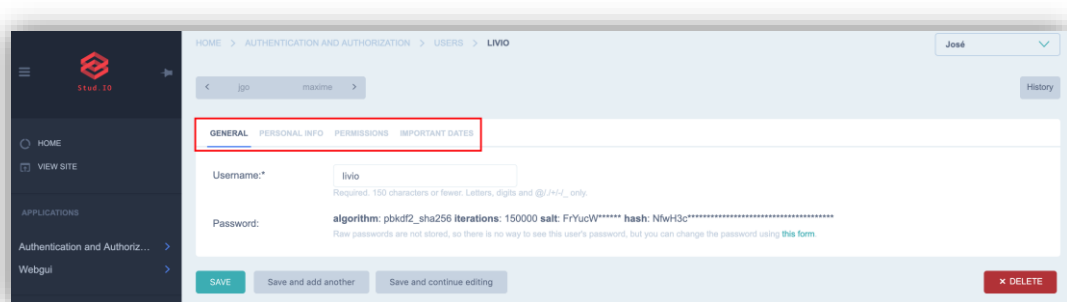 Stud.IO
HOME
VIEW SITE
APPLICATIONS
Authentication and Authoriz...
Webgui
HOME > AUTHENTICATION AND AUTHORIZATION > USERS > LIVIO
José
jgo maxime
History
GENERAL PERSONAL INFO PERMISSIONS IMPORTANT DATES
Username:* livio
Required. 150 characters or fewer. Letters, digits and @/./+/-/_ only.
Password: algorithm: pbkdf2_sha256 iterations: 150000 salt: FrYucW****** hash: NfwH3c**************************************
Raw passwords are not stored, so there is no way to see this user's password, but you can change the password using this form.
SAVE Save and add another Save and continue editing × DELETE